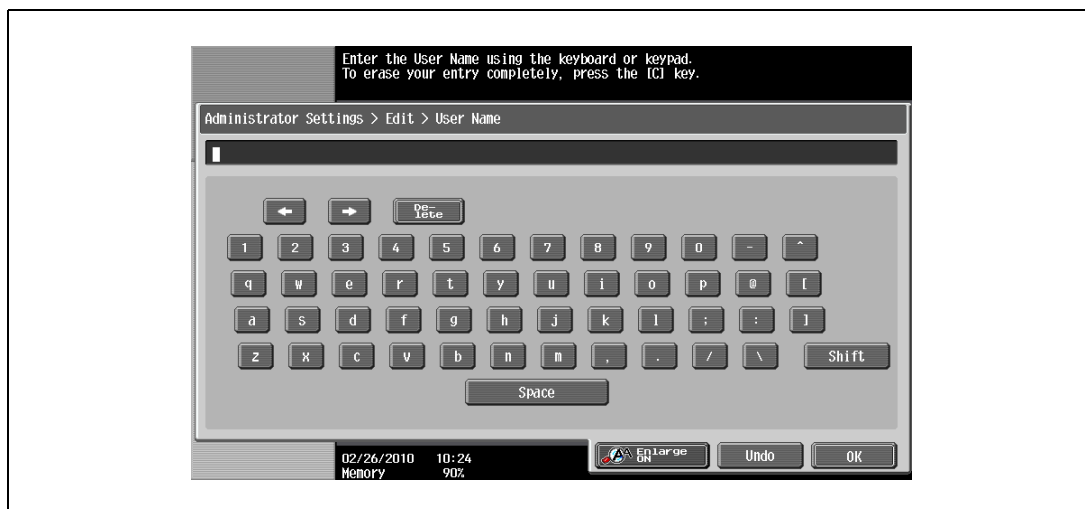 Enter the User Name using the keyboard or keypad.
To erase your entry completely, press the [C] key.
Administrator Settings > Edit > User Name
← → De-
lete
1 2 3 4 5 6 7 8 9 0 - ^
q w e r t y u i o p @ [
a s d f g h j k l ; : ]
z x c v b n m , . / \ Shift
Space
Enlarge
ON
Undo OK
02/26/2010 10:24
Memory 90%